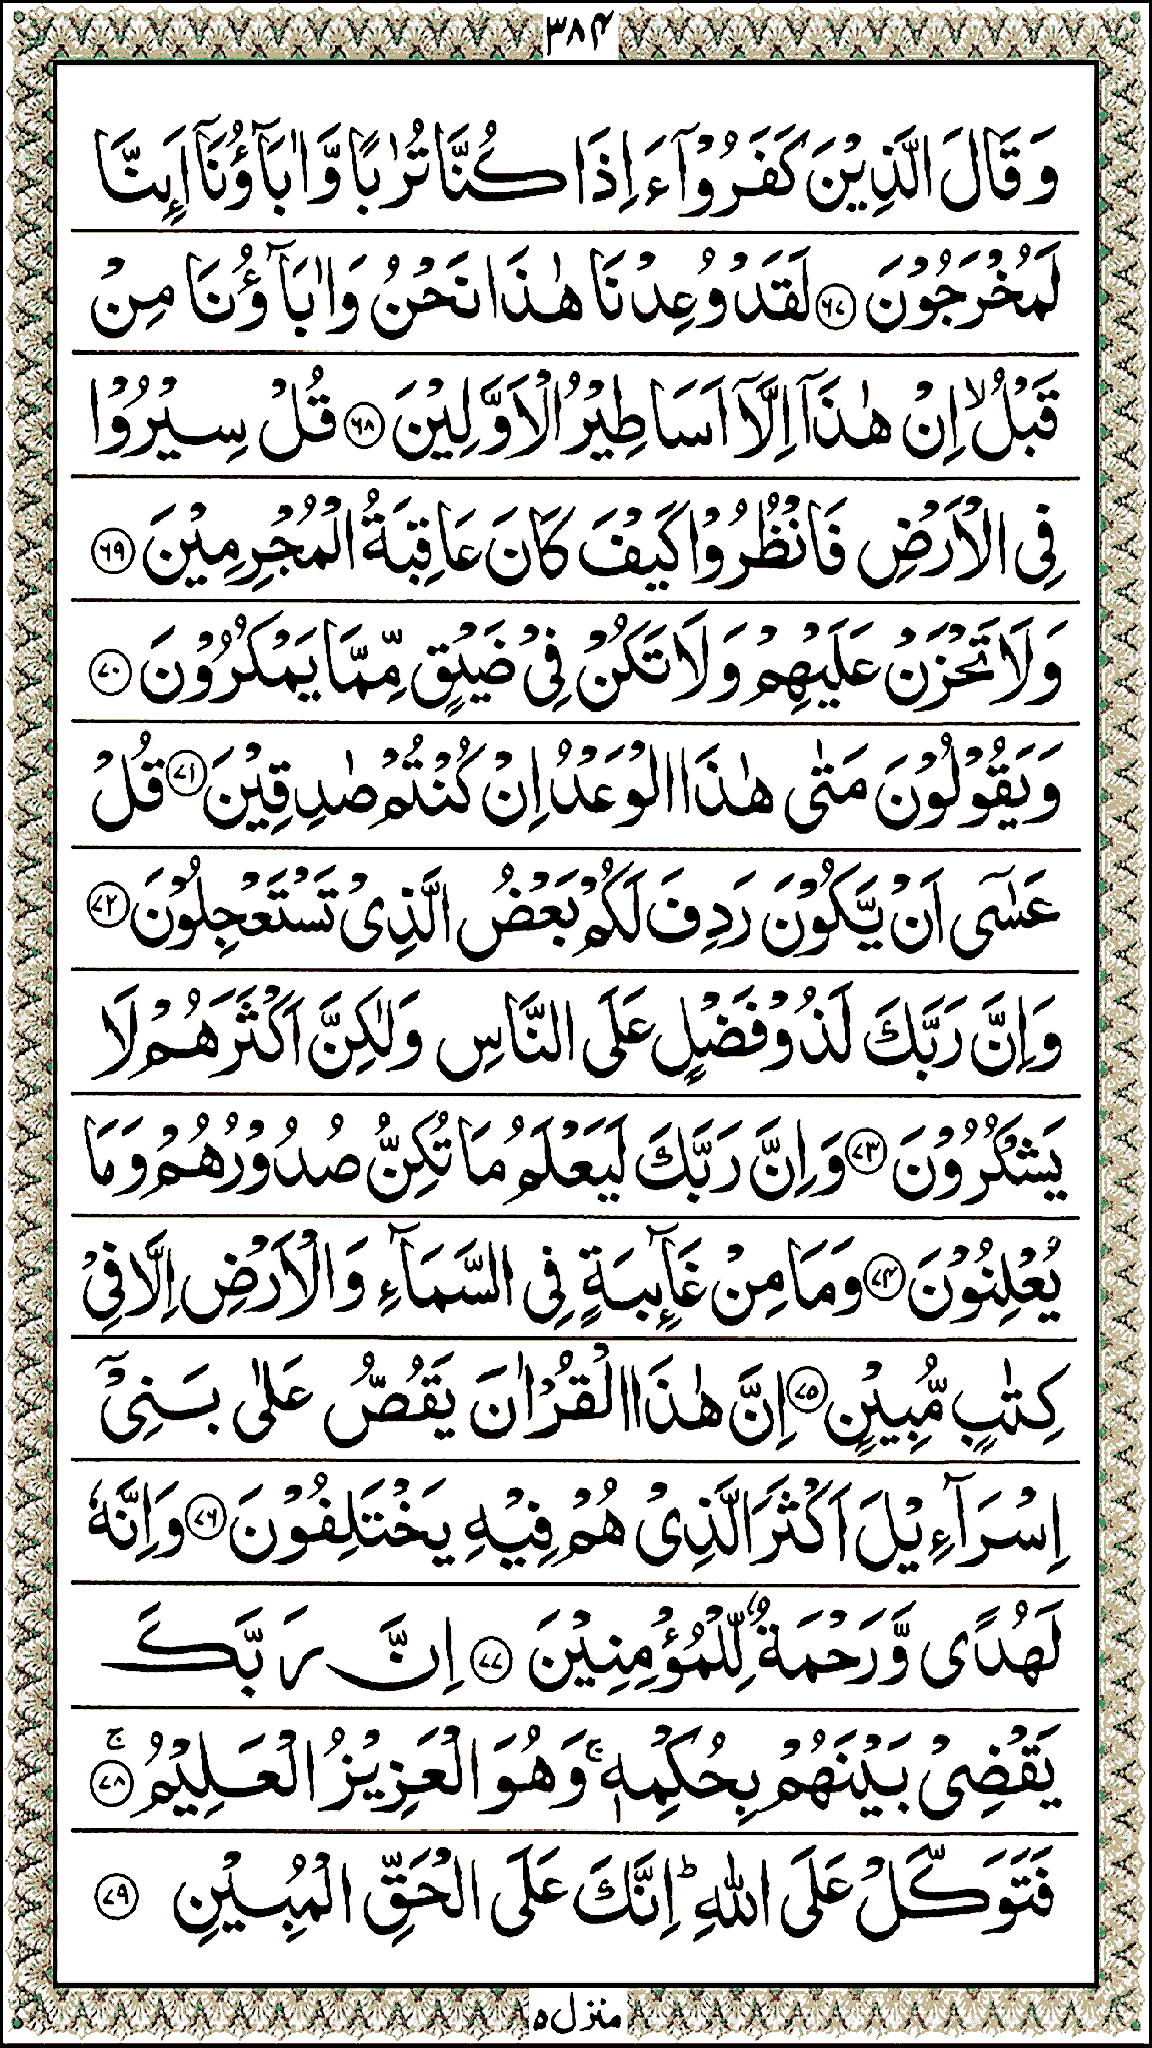 ۳۸۴
وَقَالَ الَّذِيْنَ كَفَرُوْٓا ءَاِذَا كُنَّا تُرٰبًا وَّاٰبَآؤُنَآ اَىِٕنَّا
لَمُخْرَجُوْنَ ﴿۶۷﴾ لَقَدْ وُعِدْنَا هٰذَا نَحْنُ وَاٰبَآؤُنَا مِنْ
قَبْلُ ۙ اِنْ هٰذَآ اِلَّآ اَسَاطِيْرُ الْاَوَّلِيْنَ ﴿۶۸﴾ قُلْ سِيْرُوْا
فِى الْاَرْضِ فَانْظُرُوْا كَيْفَ كَانَ عَاقِبَةُ الْمُجْرِمِيْنَ ﴿۶۹﴾
وَلَا تَحْزَنْ عَلَيْهِمْ وَلَا تَكُنْ فِىْ ضَيْقٍ مِّمَّا يَمْكُرُوْنَ ﴿۷۰﴾
وَيَقُوْلُوْنَ مَتٰى هٰذَا الْوَعْدُ اِنْ كُنْتُمْ صٰدِقِيْنَ ﴿۷۱﴾ قُلْ
عَسٰٓى اَنْ يَّكُوْنَ رَدِفَ لَكُمْ بَعْضُ الَّذِىْ تَسْتَعْجِلُوْنَ ﴿۷۲﴾
وَاِنَّ رَبَّكَ لَذُوْ فَضْلٍ عَلَى النَّاسِ وَلٰكِنَّ اَكْثَرَهُمْ لَا
يَشْكُرُوْنَ ﴿۷۳﴾ وَاِنَّ رَبَّكَ لَيَعْلَمُ مَا تُكِنُّ صُدُوْرُهُمْ وَمَا
يُعْلِنُوْنَ ﴿۷۴﴾ وَمَا مِنْ غَآىِٕبَةٍ فِى السَّمَآءِ وَالْاَرْضِ اِلَّا فِىْ
كِتٰبٍ مُّبِيْنٍ ﴿۷۵﴾ اِنَّ هٰذَا الْقُرْاٰنَ يَقُصُّ عَلٰى بَنِىْٓ
اِسْرَآءِيْلَ اَكْثَرَ الَّذِىْ هُمْ فِيْهِ يَخْتَلِفُوْنَ ﴿۷۶﴾ وَاِنَّهٗ
لَهُدًى وَّرَحْمَةٌ لِّلْمُؤْمِنِيْنَ ﴿۷۷﴾ اِنَّ رَبَّكَ
يَقْضِىْ بَيْنَهُمْ بِحُكْمِهٖ ۚ وَهُوَ الْعَزِيْزُ الْعَلِيْمُ ﴿۷۸﴾ ۚ
فَتَوَكَّلْ عَلَى اللّٰهِ ؕ اِنَّكَ عَلَى الْحَقِّ الْمُبِيْنِ ﴿۷۹﴾
منزل ۵